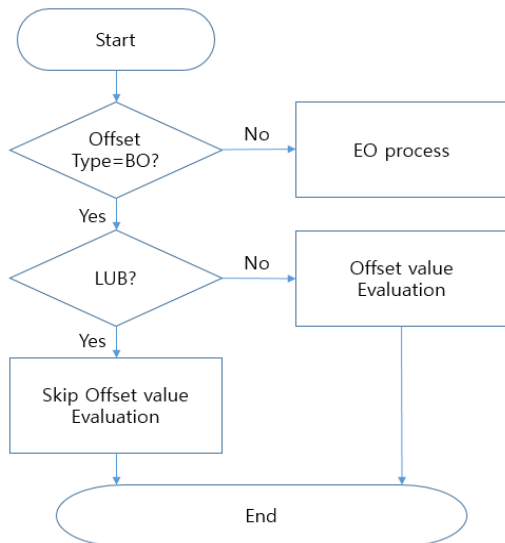 Start
Offset
Type=BO?
No
EO process
Yes
LUB?
No
Offset value
Evaluation
Yes
Skip Offset value
Evaluation
End